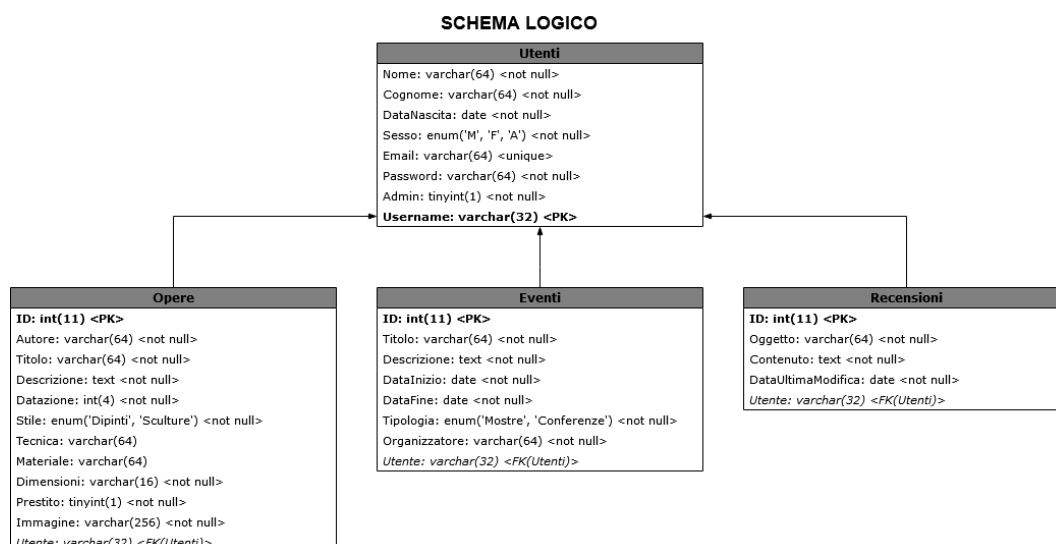 SCHEMA LOGICO
Utenti
Nome: varchar(64) <not null>
Cognome: varchar(64) <not null>
DataNascita: date <not null>
Sesso: enum('M', 'F', 'A') <not null>
Email: varchar(64) <unique>
Password: varchar(64) <not null>
Admin: tinyint(1) <not null>
Username: varchar(32) <PK>
Opere
ID: int(11) <PK>
Autore: varchar(64) <not null>
Titolo: varchar(64) <not null>
Descrizione: text <not null>
Datazione: int(4) <not null>
Stile: enum('Dipinti', 'Sculture') <not null>
Tecnica: varchar(64)
Materiale: varchar(64)
Dimensioni: varchar(16) <not null>
Prestito: tinyint(1) <not null>
Immagine: varchar(256) <not null>
Utente: varchar(32) <FK(Utenti)>
Eventi
ID: int(11) <PK>
Titolo: varchar(64) <not null>
Descrizione: text <not null>
DataInizio: date <not null>
DataFine: date <not null>
Tipologia: enum('Mostre', 'Conferenze') <not null>
Organizzatore: varchar(64) <not null>
Utente: varchar(32) <FK(Utenti)>
Recensioni
ID: int(11) <PK>
Oggetto: varchar(64) <not null>
Contenuto: text <not null>
DataUltimaModifica: date <not null>
Utente: varchar(32) <FK(Utenti)>